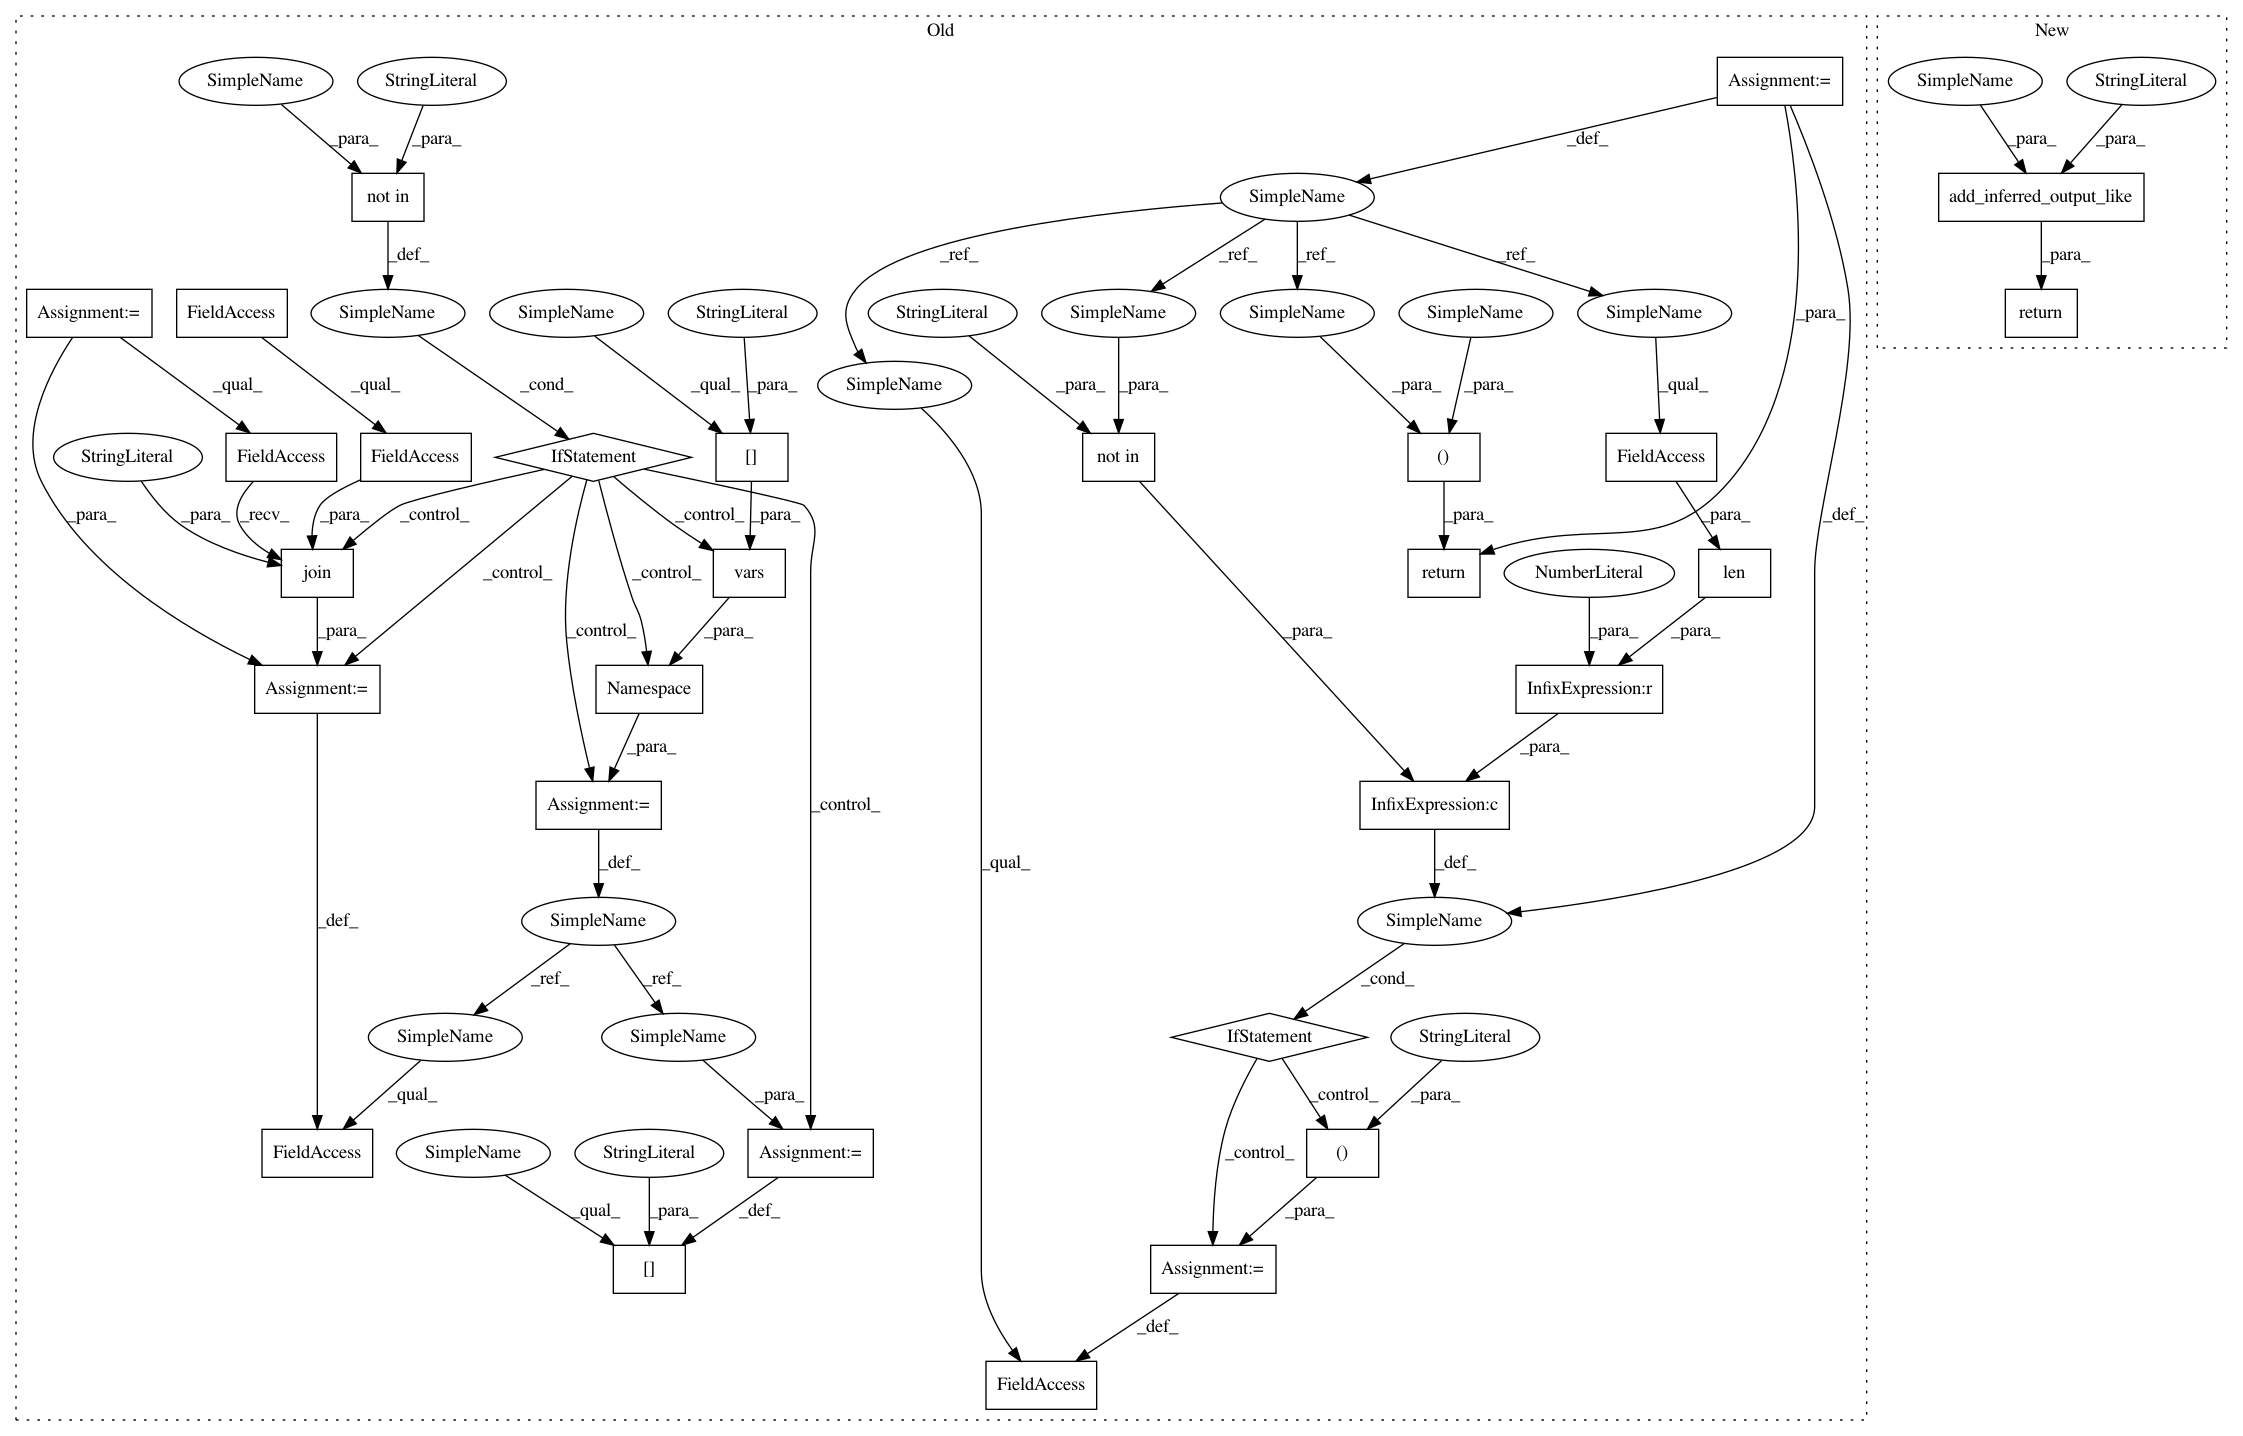 Old
New
SimpleName
StringLiteral
Assignment:=
SimpleName
StringLiteral
_para_
_para_
_def_
_para_
_para_
not in
SimpleName
add_inferred_output_like
_def_
_ref_
_ref_
_ref_
_ref_
_para_
Assignment:=
FieldAccess
SimpleName
SimpleName
StringLiteral
StringLiteral
SimpleName
SimpleName
SimpleName
SimpleName
_para_
return
_qual_
_qual_
_cond_
_qual_
_para_
SimpleName
_para_
_para_
_para_
_para_
_qual_
StringLiteral
FieldAccess
FieldAccess
IfStatement
[]
not in
()
FieldAccess
_para_
_para_
_recv_
_para_
_control_
_control_
_para_
_para_
_para_
_def_
join
_control_
_control_
vars
return
NumberLiteral
len
_para_
_control_
_para_
_para_
_para_
_para_
Assignment:=
Namespace
InfixExpression:r
_para_
_para_
Assignment:=
_control_
InfixExpression:c
_def_
_def_
_qual_
_def_
SimpleName
SimpleName
_ref_
_ref_
_cond_
SimpleName
SimpleName
IfStatement
StringLiteral
_qual_
_para_
_control_
_para_
FieldAccess
SimpleName
StringLiteral
Assignment:=
_control_
()
_qual_
_para_
_def_
_para_
[]
Assignment:=
_def_
FieldAccess